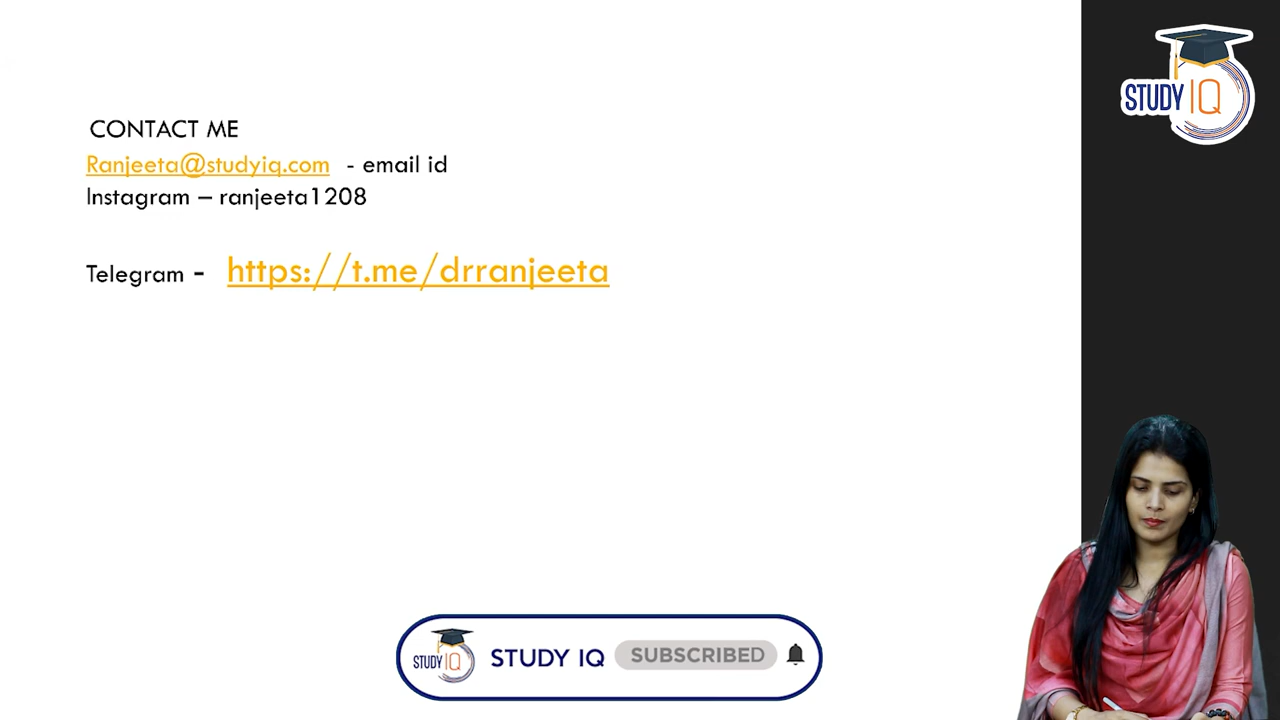 STUDY IQ
CONTACT ME
Ranjeeta@studyiq.com - email id
Instagram – ranjeeta1208
Telegram - https://t.me/drranjeeta
STUDY IQ STUDY IQ SUBSCRIBED